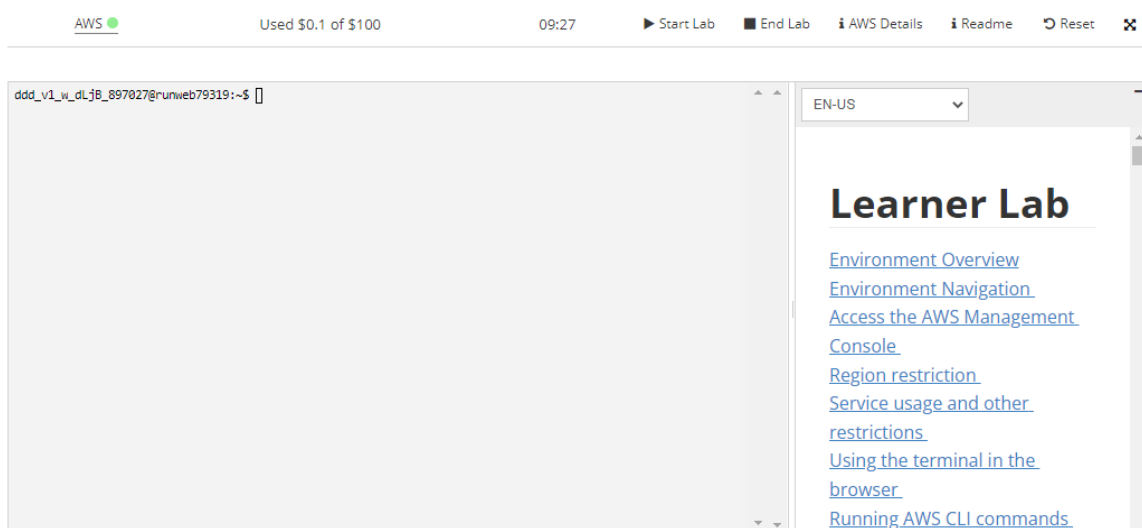 AWS
Used $0.1 of $100
09:27
Start Lab
End Lab
AWS Details
Readme
Reset
ddd_v1_w_dLjB_897027@runweb79319:~$
EN-US
Learner Lab
Environment Overview
Environment Navigation
Access the AWS Management
Console
Region restriction
Service usage and other
restrictions
Using the terminal in the
browser
Running AWS CLI commands